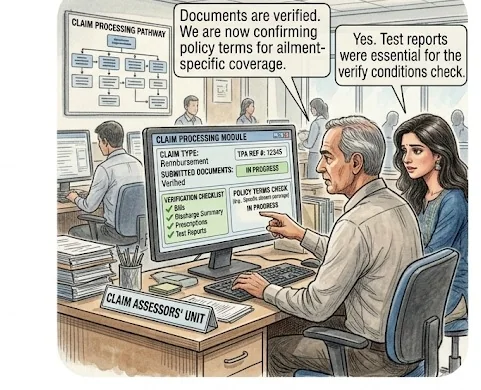 CLAIM PROCESSING PATHWAY
Documents are verified.
We are now confirming
policy terms for ailment-
specific coverage.
Yes. Test reports
were essential for the
verify conditions check.
CLAIM PROCESSING MODULE
CLAIM TYPE:
Reimbursement
TPA REF #: 12345
SUBMITTED DOCUMENTS:
Verified
IN PROGRESS
VERIFICATION CHECKLIST
✓ Bills
✓ Discharge Summary
✓ Prescriptions
✓ Test Reports
POLICY TERMS CHECK
IN PROGRESS
CLAIM ASSESSORS' UNIT